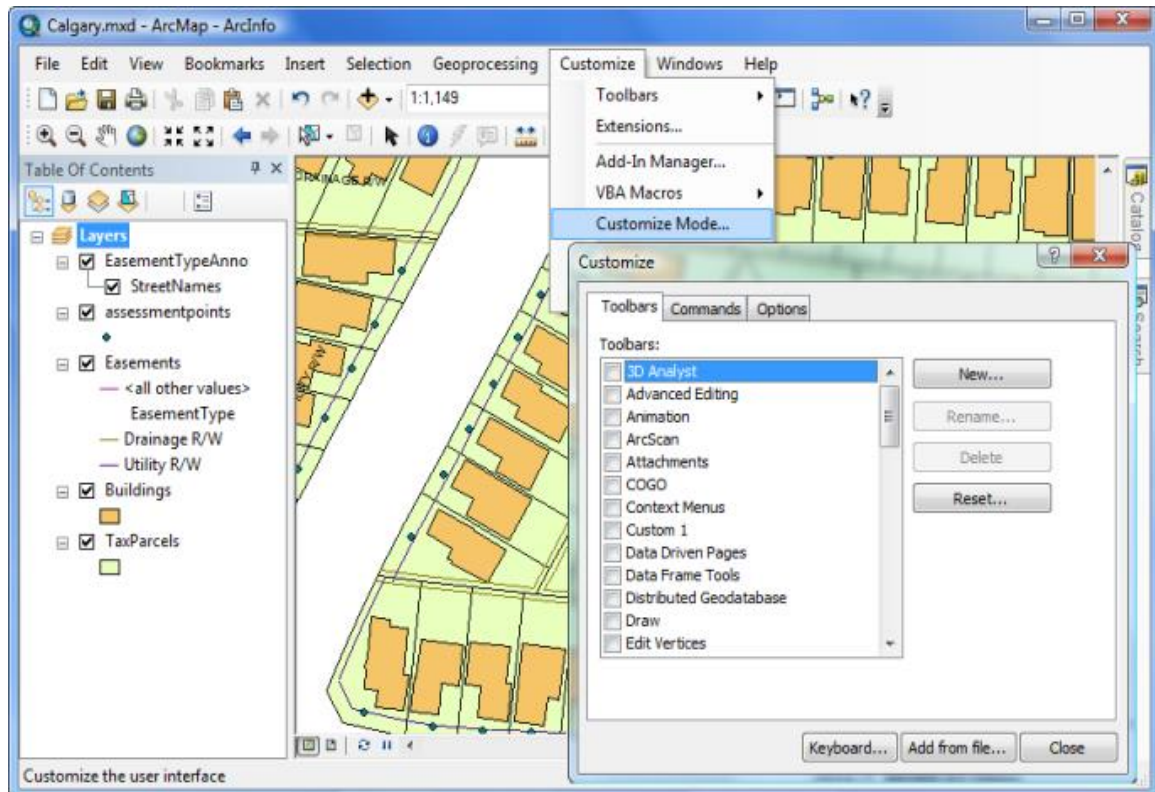 Calgary.mxd - ArcMap - ArcInfo
File Edit View Bookmarks Insert Selection Geoprocessing Customize Windows Help
1:1,149
Toolbars
Extensions...
Add-In Manager...
VBA Macros
Customize Mode...
Table Of Contents
Layers
EasementTypeAnno
StreetNames
assessmentpoints
Easements
<all other values>
EasementType
Drainage R/W
Utility R/W
Buildings
TaxParcels
DRAINAGE R/W
R/W
Catalog
Search
Customize
Toolbars Commands Options
Toolbars:
3D Analyst
Advanced Editing
Animation
ArcScan
Attachments
COGO
Context Menus
Custom 1
Data Driven Pages
Data Frame Tools
Distributed Geodatabase
Draw
Edit Vertices
New...
Rename...
Delete
Reset...
Keyboard... Add from file... Close
Customize the user interface